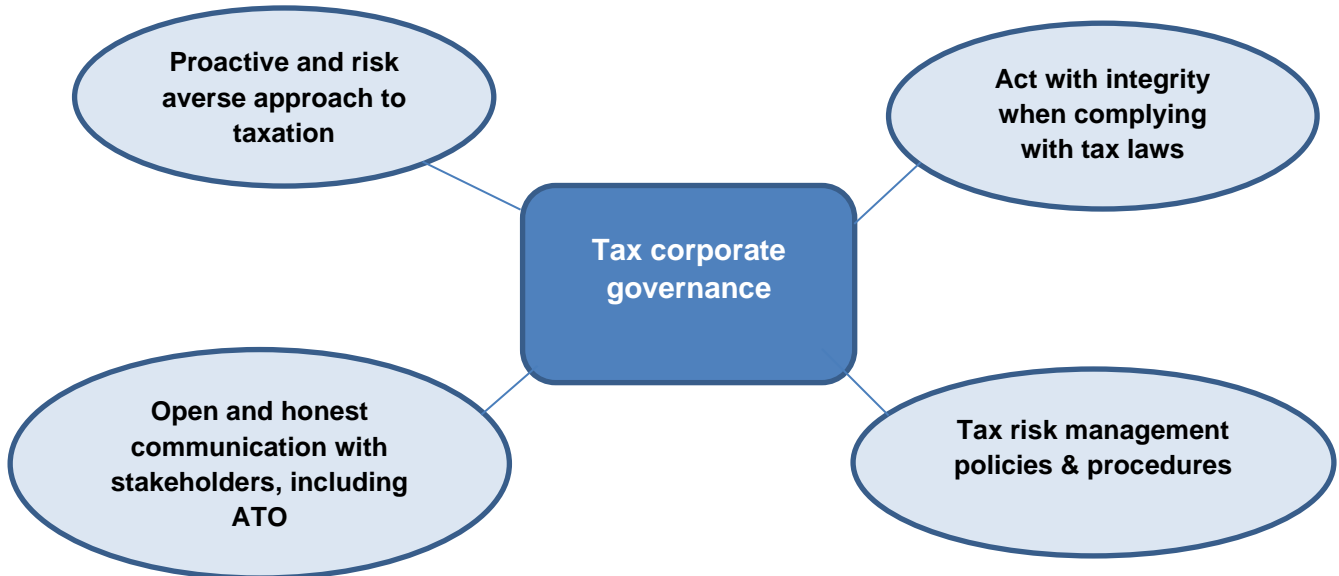 Proactive and risk
averse approach to
taxation
Act with integrity
when complying
with tax laws
Tax corporate
governance
Open and honest
communication with
stakeholders, including
ATO
Tax risk management
policies & procedures